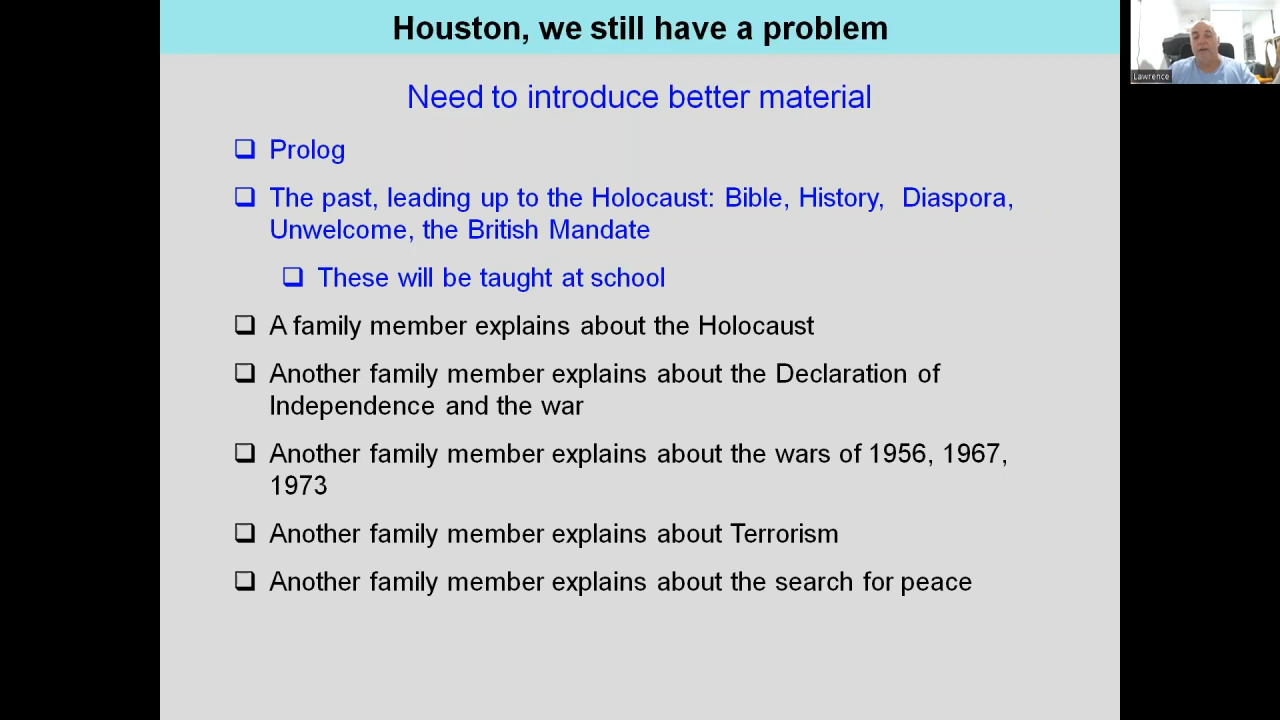 Houston, we still have a problem
Lawrence
Need to introduce better material
❑ Prolog
❑ The past, leading up to the Holocaust: Bible, History, Diaspora,
Unwelcome, the British Mandate
❑ These will be taught at school
❑ A family member explains about the Holocaust
❑ Another family member explains about the Declaration of
Independence and the war
❑ Another family member explains about the wars of 1956, 1967,
1973
❑ Another family member explains about Terrorism
❑ Another family member explains about the search for peace